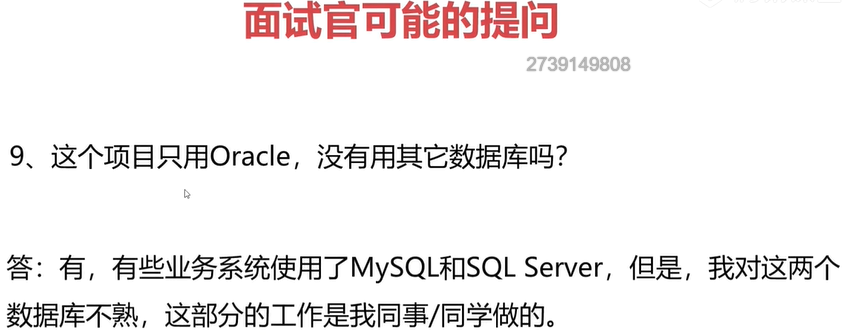 面试官可能的提问
2739149808
9、这个项目只用Oracle，没有用其它数据库吗？
答：有，有些业务系统使用了MySQL和SQL Server，但是，我对这两个
数据库不熟，这部分的工作是我同事/同学做的。